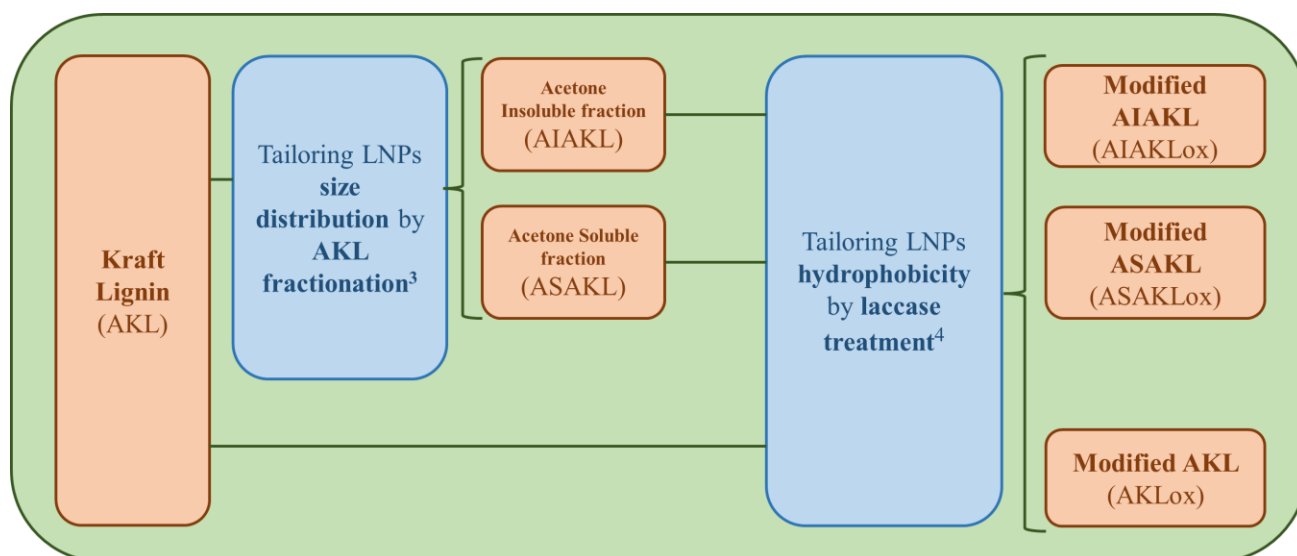 Kraft
Lignin
(AKL)
Tailoring LNPs
size
distribution by
AKL
fractionation³
Acetone
Insoluble fraction
(AIAKL)
Acetone Soluble
fraction
(ASAKL)
Tailoring LNPs
hydrophobicity
by laccase
treatment⁴
Modified
AIAKL
(AIAKLox)
Modified
ASAKL
(ASAKLox)
Modified AKL
(AKLox)